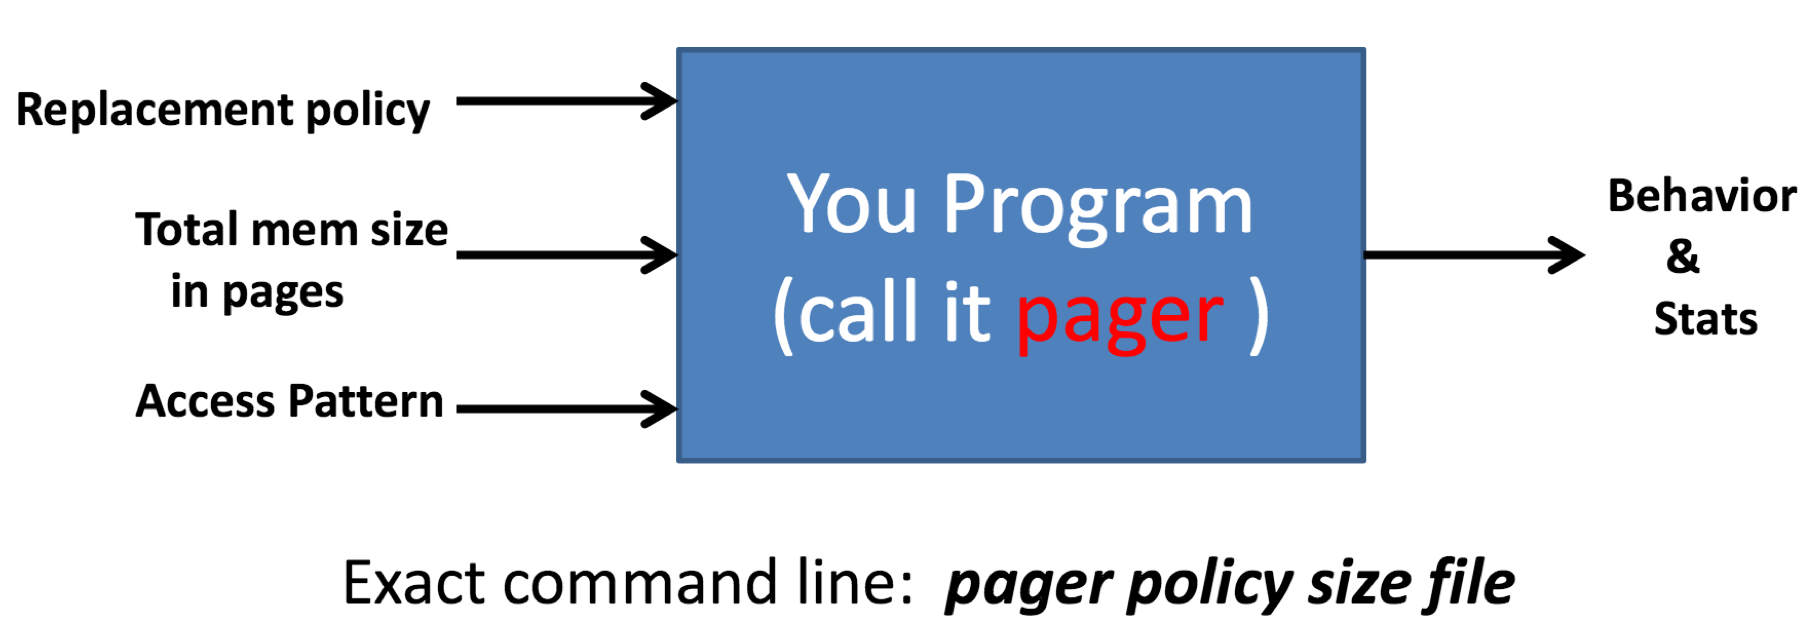 Replacement policy
Total mem size
in pages
Access Pattern
You Program
(call it pager )
Behavior
&
Stats
Exact command line: pager policy size file